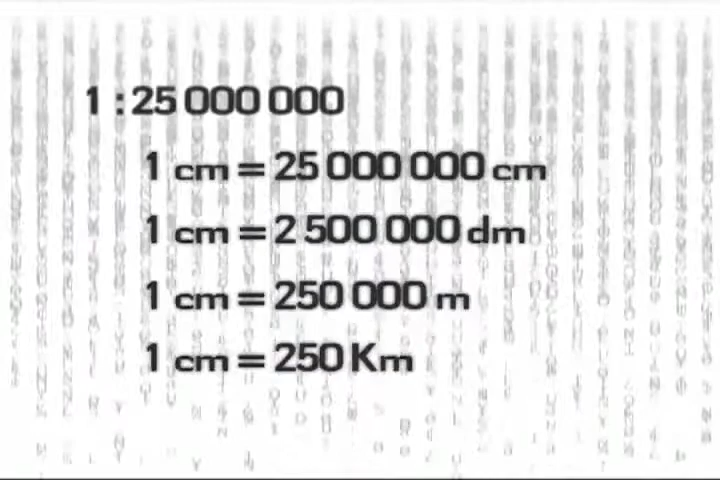 1 : 25 000 000
1 cm = 25 000 000 cm
1 cm = 2 500 000 dm
1 cm = 250 000 m
1 cm = 250 Km